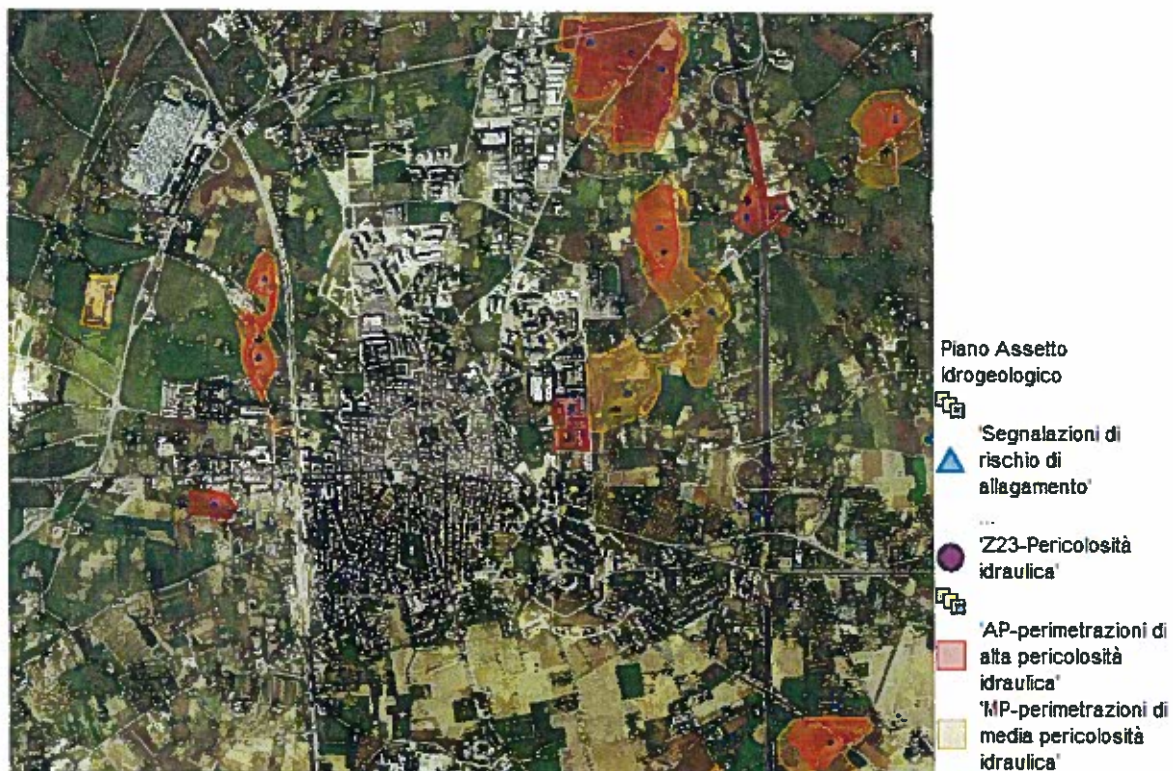 Piano Assetto
Idrogeologico
'Segnalazioni di
rischio di
allagamento'
...
'Z23-Pericolosità
idraulica'
'AP-perimetrazioni di
alta pericolosità
idraulica'
'MP-perimetrazioni di
media pericolosità
idraulica'